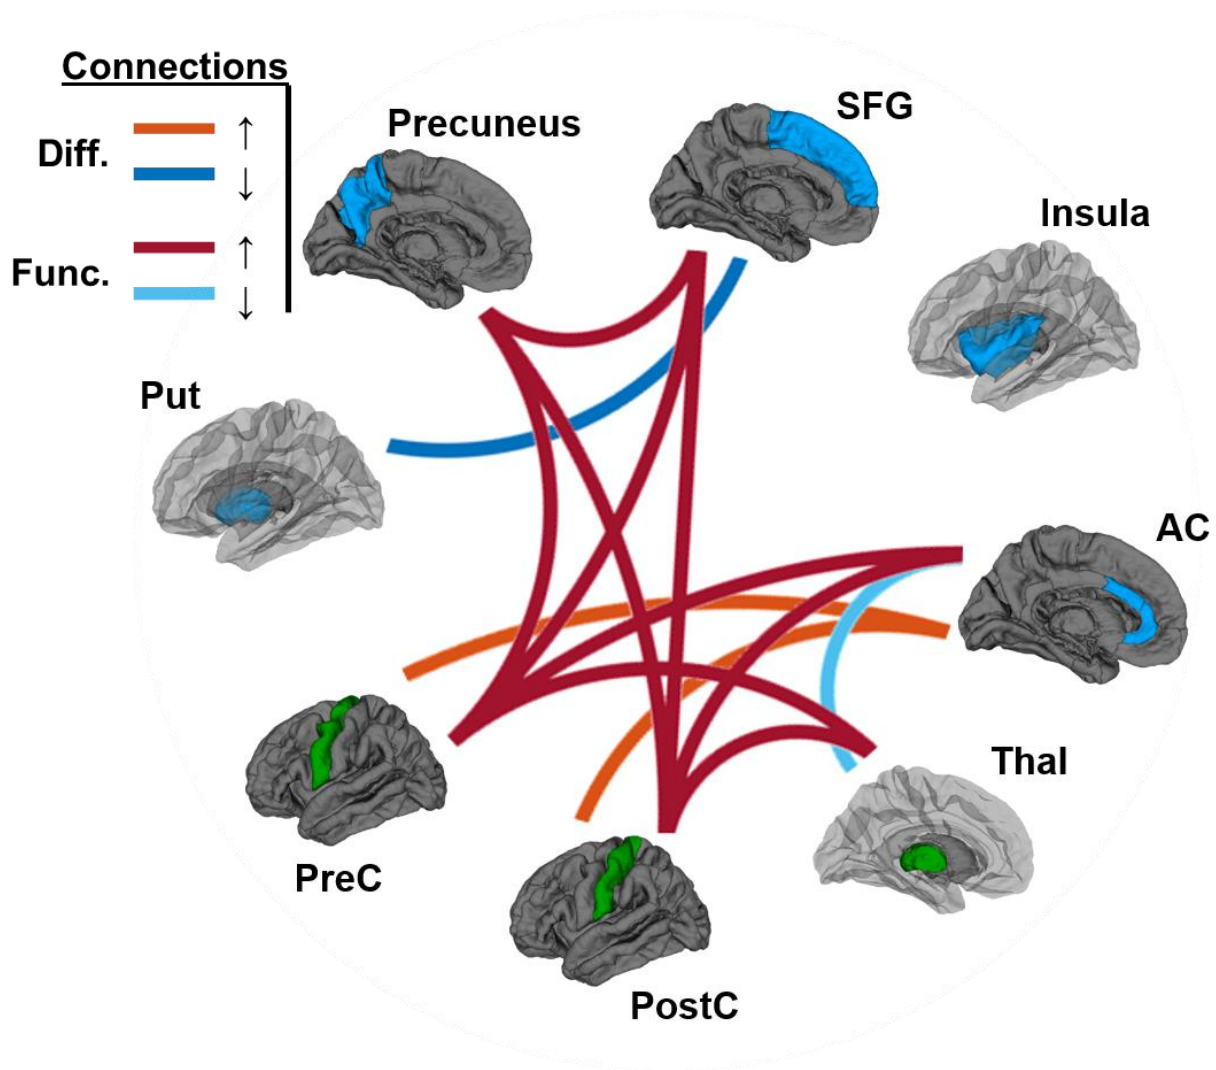 Connections
Diff.
↑
↓
Func.
↑
↓
Precuneus
SFG
Insula
Put
AC
Thal
PreC
PostC